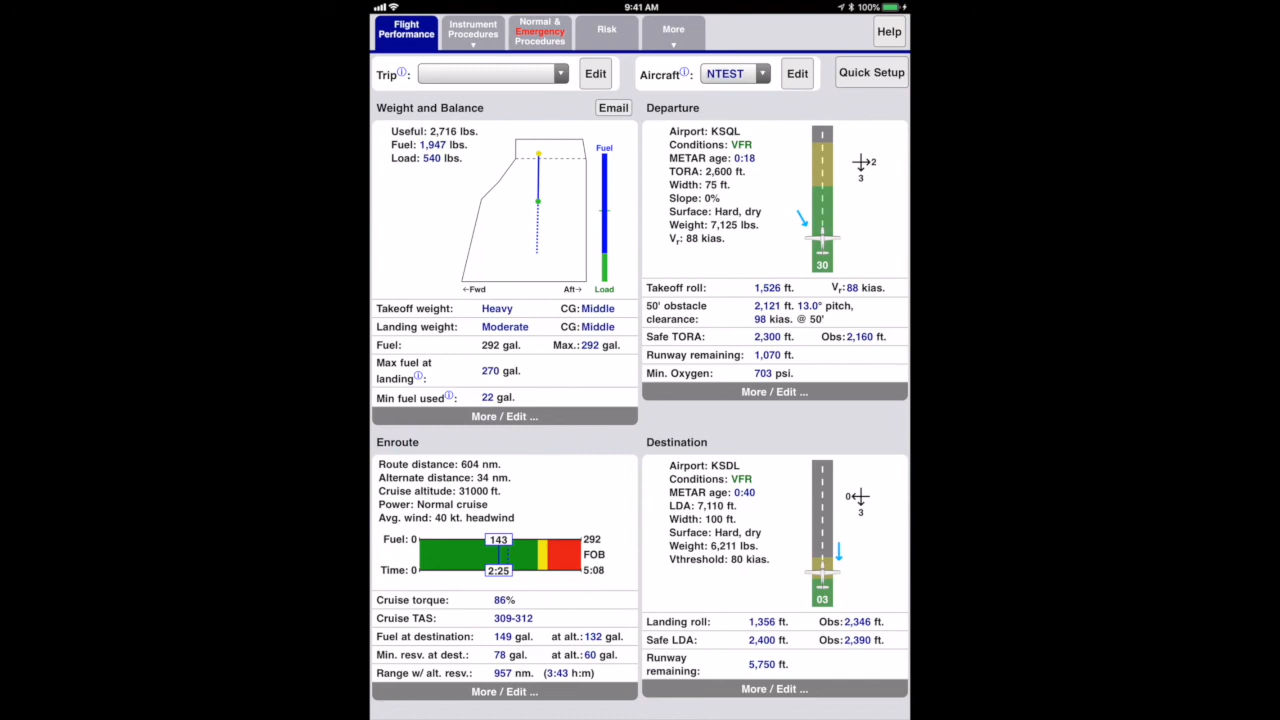 9:41 AM
100%
Flight Performance
Instrument Procedures
Normal & Emergency Procedures
Risk
More
Help
Trip:
Edit
Aircraft:
NTEST
Edit
Quick Setup
Weight and Balance
Email
Useful: 2,716 lbs.
Fuel: 1,947 lbs.
Load: 540 lbs.
Fuel
←Fwd
Aft→
Load
Takeoff weight: Heavy CG: Middle
Landing weight: Moderate CG: Middle
Fuel: 292 gal. Max.: 292 gal.
Max fuel at landing: 270 gal.
Min fuel used: 22 gal.
More / Edit ...
Departure
Airport: KSQL
Conditions: VFR
METAR age: 0:18
TORA: 2,600 ft.
Width: 75 ft.
Slope: 0%
Surface: Hard, dry
Weight: 7,125 lbs.
Vr: 88 kias.
2
3
30
Takeoff roll: 1,526 ft. Vr: 88 kias.
50' obstacle clearance: 2,121 ft. 13.0° pitch, 98 kias. @ 50'
Safe TORA: 2,300 ft. Obs: 2,160 ft.
Runway remaining: 1,070 ft.
Min. Oxygen: 703 psi.
More / Edit ...
Enroute
Route distance: 604 nm.
Alternate distance: 34 nm.
Cruise altitude: 31000 ft.
Power: Normal cruise
Avg. wind: 40 kt. headwind
Fuel: 0 143 292
FOB
Time: 0 2:25 5:08
Cruise torque: 86%
Cruise TAS: 309-312
Fuel at destination: 149 gal. at alt.: 132 gal.
Min. resv. at dest.: 78 gal. at alt.: 60 gal.
Range w/ alt. resv.: 957 nm. (3:43 h:m)
More / Edit ...
Destination
Airport: KSDL
Conditions: VFR
METAR age: 0:40
LDA: 7,110 ft.
Width: 100 ft.
Surface: Hard, dry
Weight: 6,211 lbs.
Vthreshold: 80 kias.
0
3
03
Landing roll: 1,356 ft. Obs: 2,346 ft.
Safe LDA: 2,400 ft. Obs: 2,390 ft.
Runway remaining: 5,750 ft.
More / Edit ...